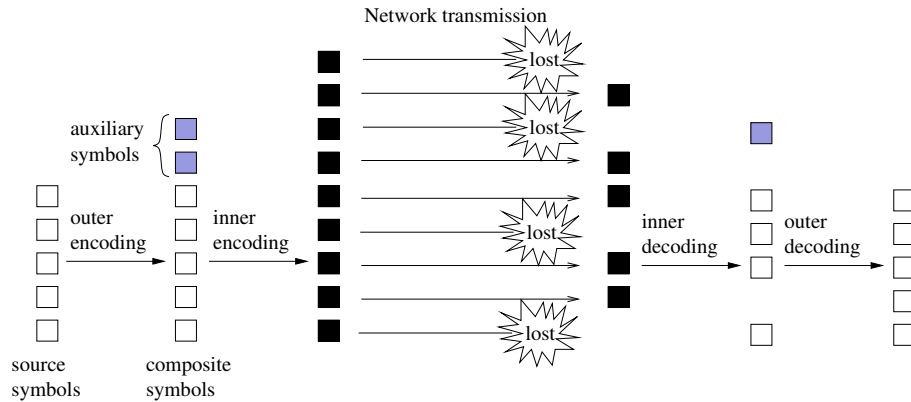 Network transmission
lost
lost
auxiliary
symbols
outer
encoding
inner
encoding
lost
inner
decoding
outer
decoding
lost
source
symbols
composite
symbols